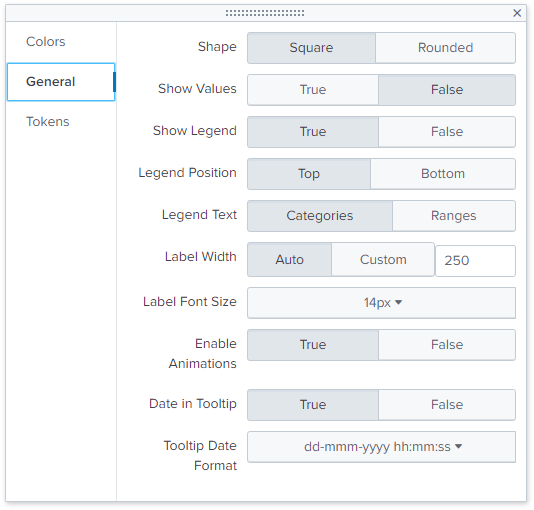 Colors
General
Tokens
Shape Square Rounded
Show Values True False
Show Legend True False
Legend Position Top Bottom
Legend Text Categories Ranges
Label Width Auto Custom 250
Label Font Size 14px
Enable
Animations
True False
Date in Tooltip True False
Tooltip Date
Format
dd-mmm-yyyy hh:mm:ss